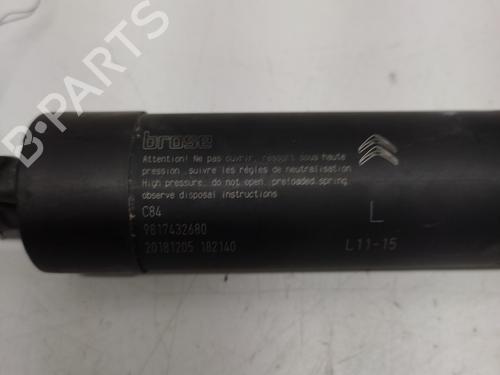 brose
Attention! Ne pas ouvrir, ressort sous haute
pression, suivre les règles de neutralisation
High pressure, do not open, preloaded spring
observe disposal instructions
C84
9817432680
20181205 182140
L
L11-15
B-PARTS
B-PARTS